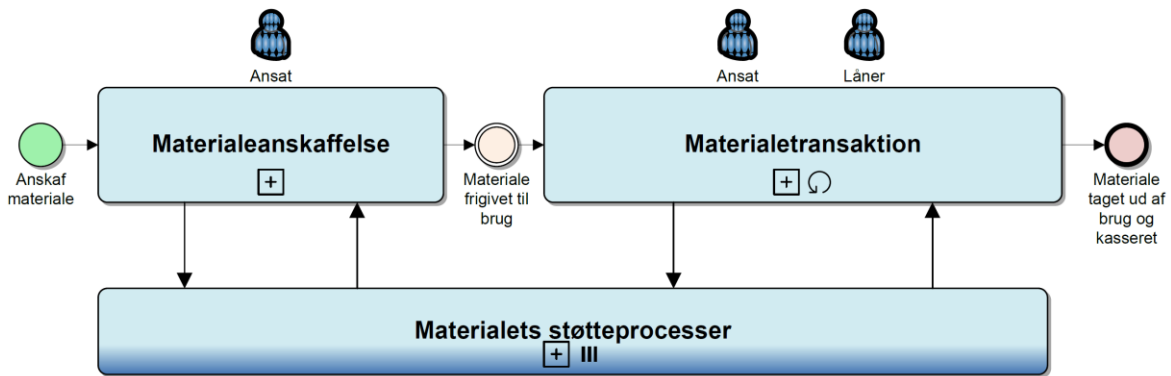 Ansat
Ansat
Låner
Materialeanskaffelse
Materialetransaktion
Anskaf
materiale
Materiale
frigivet til
brug
Materiale
taget ud af
brug og
kasseret
Materialets støtteprocesser